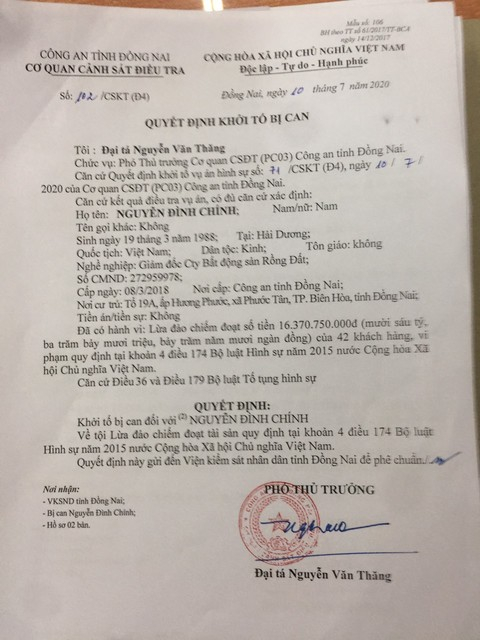 Mẫu số: 106
BH theo TT số 61/2017/TT-BCA
ngày 14/12/2017
CÔNG AN TỈNH ĐỒNG NAI
CƠ QUAN CẢNH SÁT ĐIỀU TRA
CỘNG HÒA XÃ HỘI CHỦ NGHĨA VIỆT NAM
Độc lập - Tự do - Hạnh phúc
Số: 102 /CSKT (Đ4)
Đồng Nai, ngày 10 tháng 7 năm 2020
QUYẾT ĐỊNH KHỞI TỐ BỊ CAN
Tôi : Đại tá Nguyễn Văn Thăng
Chức vụ: Phó Thủ trưởng Cơ quan CSĐT (PC03) Công an tỉnh Đồng Nai.
Căn cứ Quyết định khởi tố vụ án hình sự số: 71 /CSKT (Đ4), ngày 10 / 7 /
2020 của Cơ quan CSĐT (PC03) Công an tỉnh Đồng Nai.
Căn cứ kết quả điều tra vụ án, có đủ căn cứ xác định:
Họ tên: NGUYỄN ĐÌNH CHÍNH; Nam/nữ: Nam
Tên gọi khác: Không
Sinh ngày 19 tháng 3 năm 1988; Tại: Hải Dương;
Quốc tịch: Việt Nam; Dân tộc: Kinh; Tôn giáo: không
Nghề nghiệp: Giám đốc Cty Bất động sản Rồng Đất;
Số CMND: 272959978;
Cấp ngày: 08/3/2018 Nơi cấp: Công an tỉnh Đồng Nai;
Nơi cư trú: Tổ 19A, ấp Hương Phước, xã Phước Tân, TP. Biên Hòa, tỉnh Đồng Nai;
Tiền án/tiền sự: Không
Đã có hành vi: Lừa đảo chiếm đoạt số tiền 16.370.750.000đ (mười sáu tỷ,
ba trăm bảy mươi triệu, bảy trăm năm mươi ngàn đồng) của 42 khách hàng, vi
phạm quy định tại khoản 4 điều 174 Bộ luật Hình sự năm 2015 nước Cộng hòa Xã
hội Chủ nghĩa Việt Nam.
Căn cứ Điều 36 và Điều 179 Bộ luật Tố tụng hình sự
QUYẾT ĐỊNH:
Khởi tố bị can đối với (2) NGUYỄN ĐÌNH CHÍNH
Về tội Lừa đảo chiếm đoạt tài sản quy định tại khoản 4 điều 174 Bộ luật
Hình sự năm 2015 nước Cộng hòa Xã hội Chủ nghĩa Việt Nam.
Quyết định này gửi đến Viện kiểm sát nhân dân tỉnh Đồng Nai để phê chuẩn./.
Nơi nhận:
- VKSND tỉnh Đồng Nai;
- Bị can Nguyễn Đình Chính;
- Hồ sơ 02 bản.
PHÓ THỦ TRƯỞNG
Đại tá Nguyễn Văn Thăng